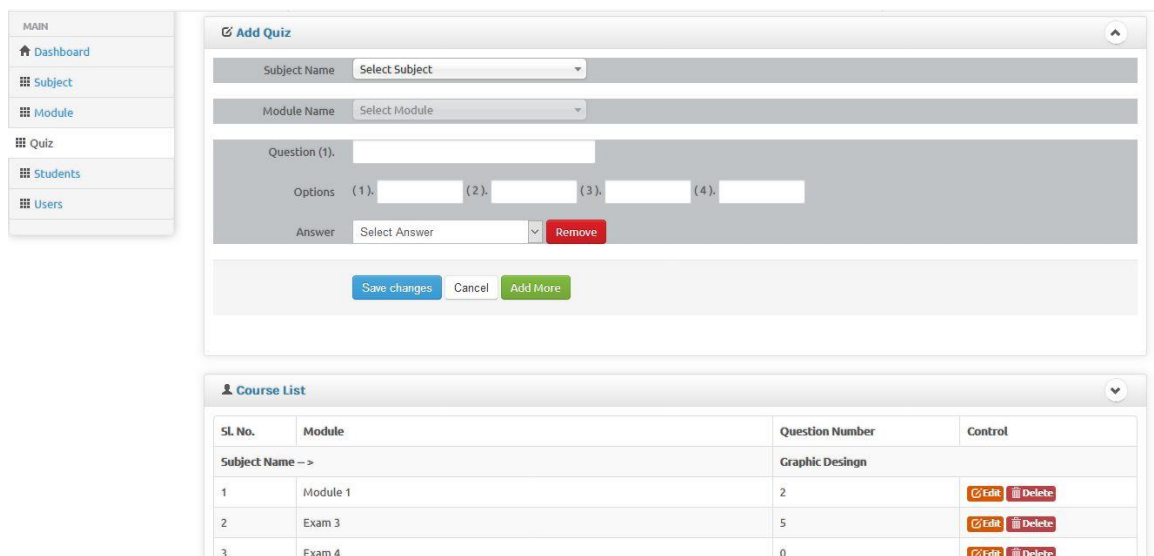 MAIN
Dashboard
Subject
Module
Quiz
Students
Users
Add Quiz
Subject Name Select Subject
Module Name Select Module
Question (1).
Options (1). (2). (3). (4).
Answer Select Answer Remove
Save changes Cancel Add More
Course List
Sl. No. Module Question Number Control
Subject Name -- > Graphic Desingn
1 Module 1 2 Edit Delete
2 Exam 3 5 Edit Delete
3 Exam 4 0 Edit Delete